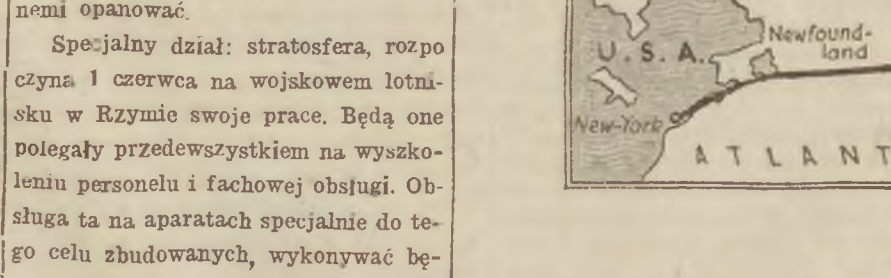 nemi opanować.
Specjalny dział: stratosfera, rozpo
czyna 1 czerwca na wojskowem lotni-
sku w Rzymie swoje prace. Będą one
polegały przedewszystkiem na wyszko-
leniu personelu i fachowej obsługi. Ob-
sługa ta na aparatach specjalnie do te-
go celu zbudowanych, wykonywać bę-
Newfound-
land
U. S. A.
New-York
ATLANT